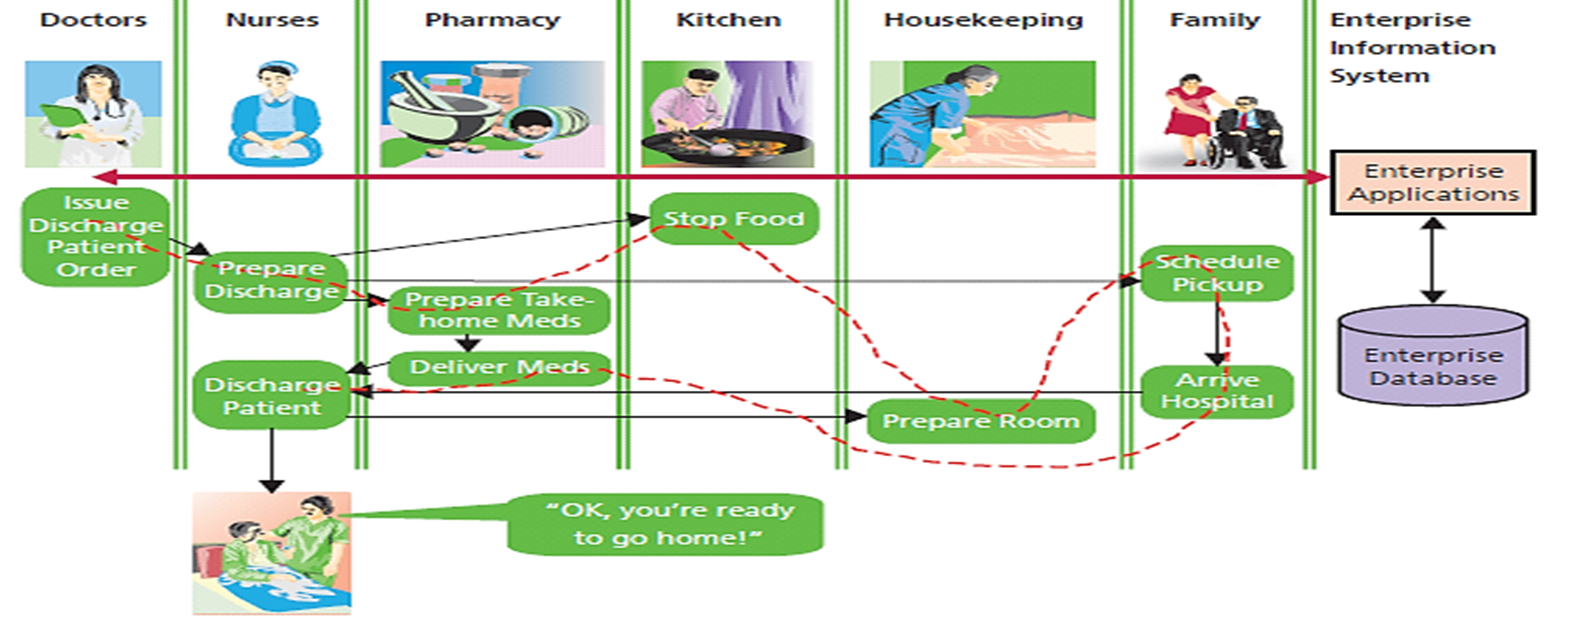 Doctors
Nurses
Pharmacy
Kitchen
Housekeeping
Family
Enterprise
Information
System
Issue
Discharge
Patient
Order
Prepare
Discharge
Prepare Take-
home Meds
Deliver Meds
Discharge
Patient
Stop Food
Prepare Room
Schedule
Pickup
Arrive
Hospital
Enterprise
Applications
Enterprise
Database
“OK, you’re ready
to go home!”